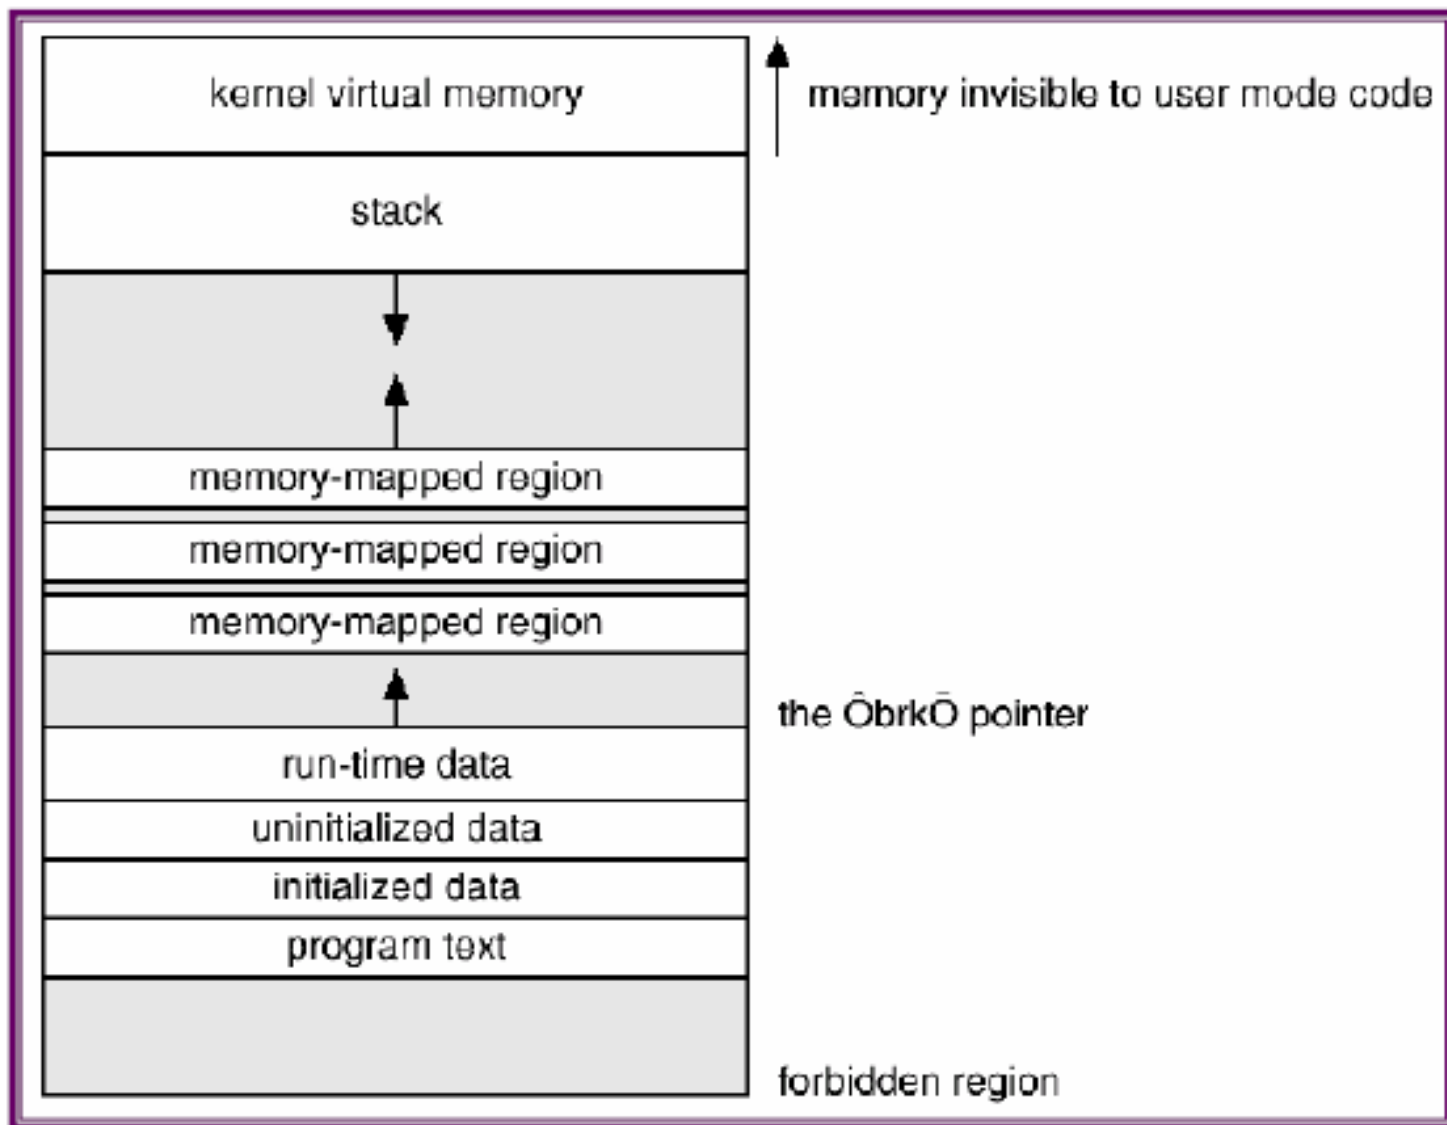 kernel virtual memory
memory invisible to user mode code
stack
memory-mapped region
memory-mapped region
memory-mapped region
the ÔbrkÕ pointer
run-time data
uninitialized data
initialized data
program text
forbidden region